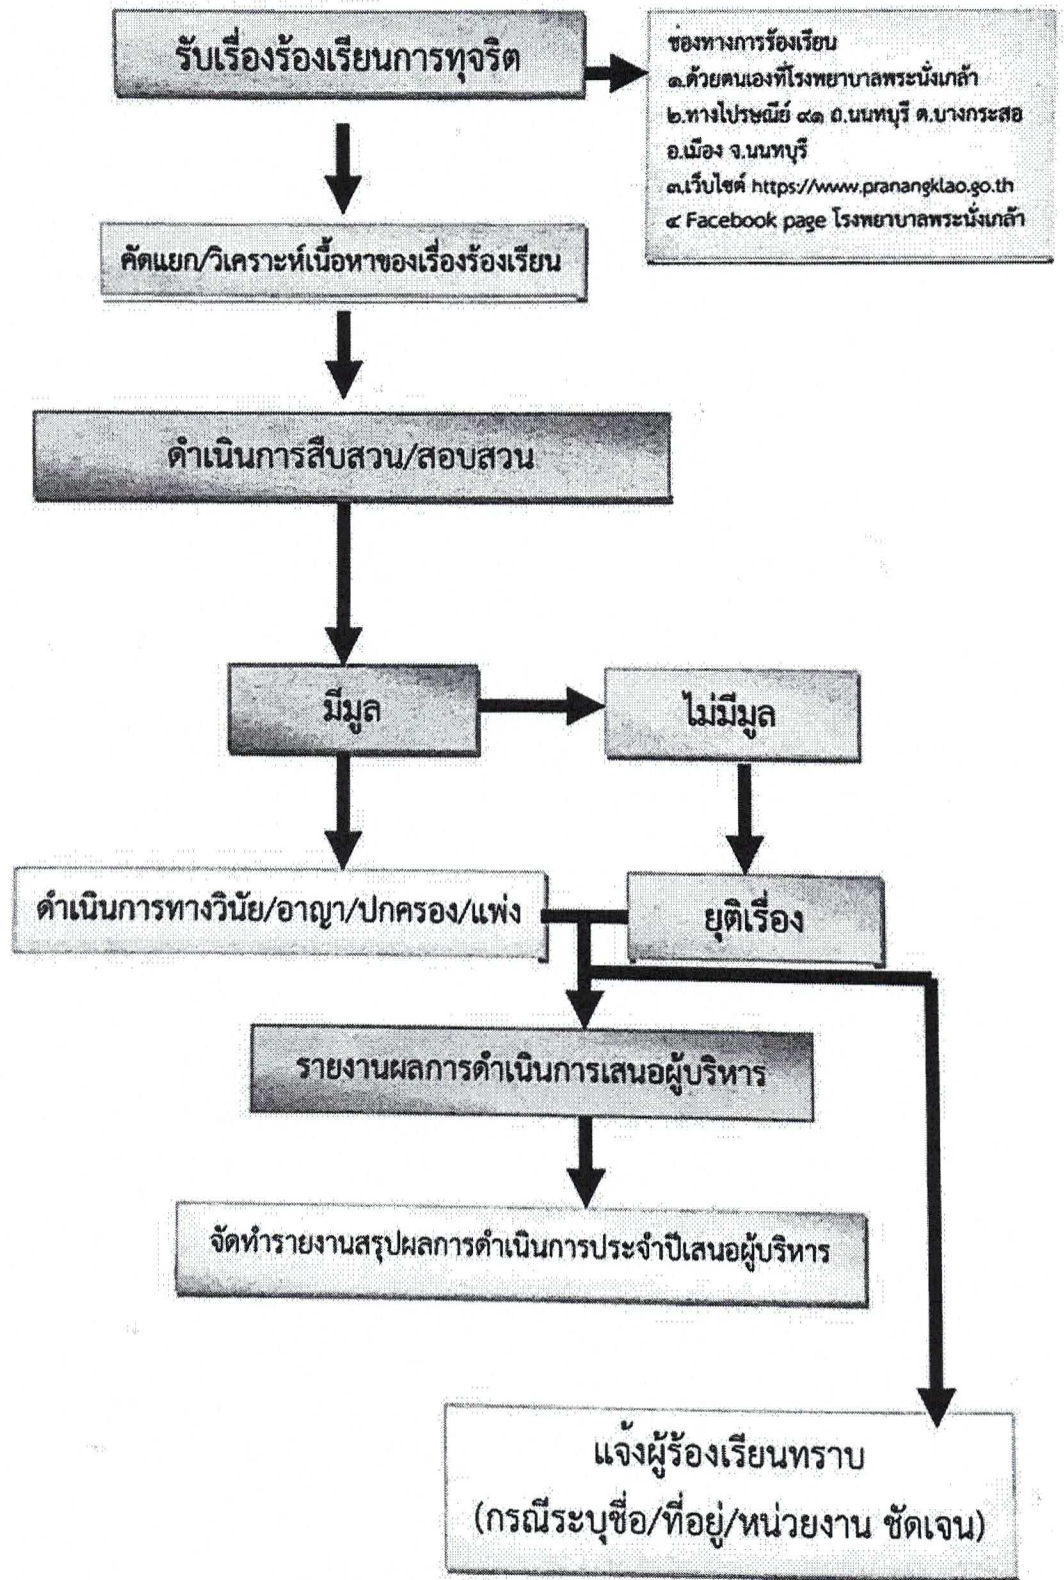 รับเรื่องร้องเรียนการทุจริต
ช่องทางการร้องเรียน
๑.ด้วยตนเองที่โรงพยาบาลพระนั่งเกล้า
๒.ทางไปรษณีย์ ๙๑ ถ.นนทบุรี ต.บางกระสอ
อ.เมือง จ.นนทบุรี
๓.เว็บไซต์ https://www.pranangklao.go.th
๔ Facebook page โรงพยาบาลพระนั่งเกล้า
คัดแยก/วิเคราะห์เนื้อหาของเรื่องร้องเรียน
ดำเนินการสืบสวน/สอบสวน
มีมูล
ไม่มีมูล
ดำเนินการทางวินัย/อาญา/ปกครอง/แพ่ง
ยุติเรื่อง
รายงานผลการดำเนินการเสนอผู้บริหาร
จัดทำรายงานสรุปผลการดำเนินการประจำปีเสนอผู้บริหาร
แจ้งผู้ร้องเรียนทราบ
(กรณีระบุชื่อ/ที่อยู่/หน่วยงาน ชัดเจน)